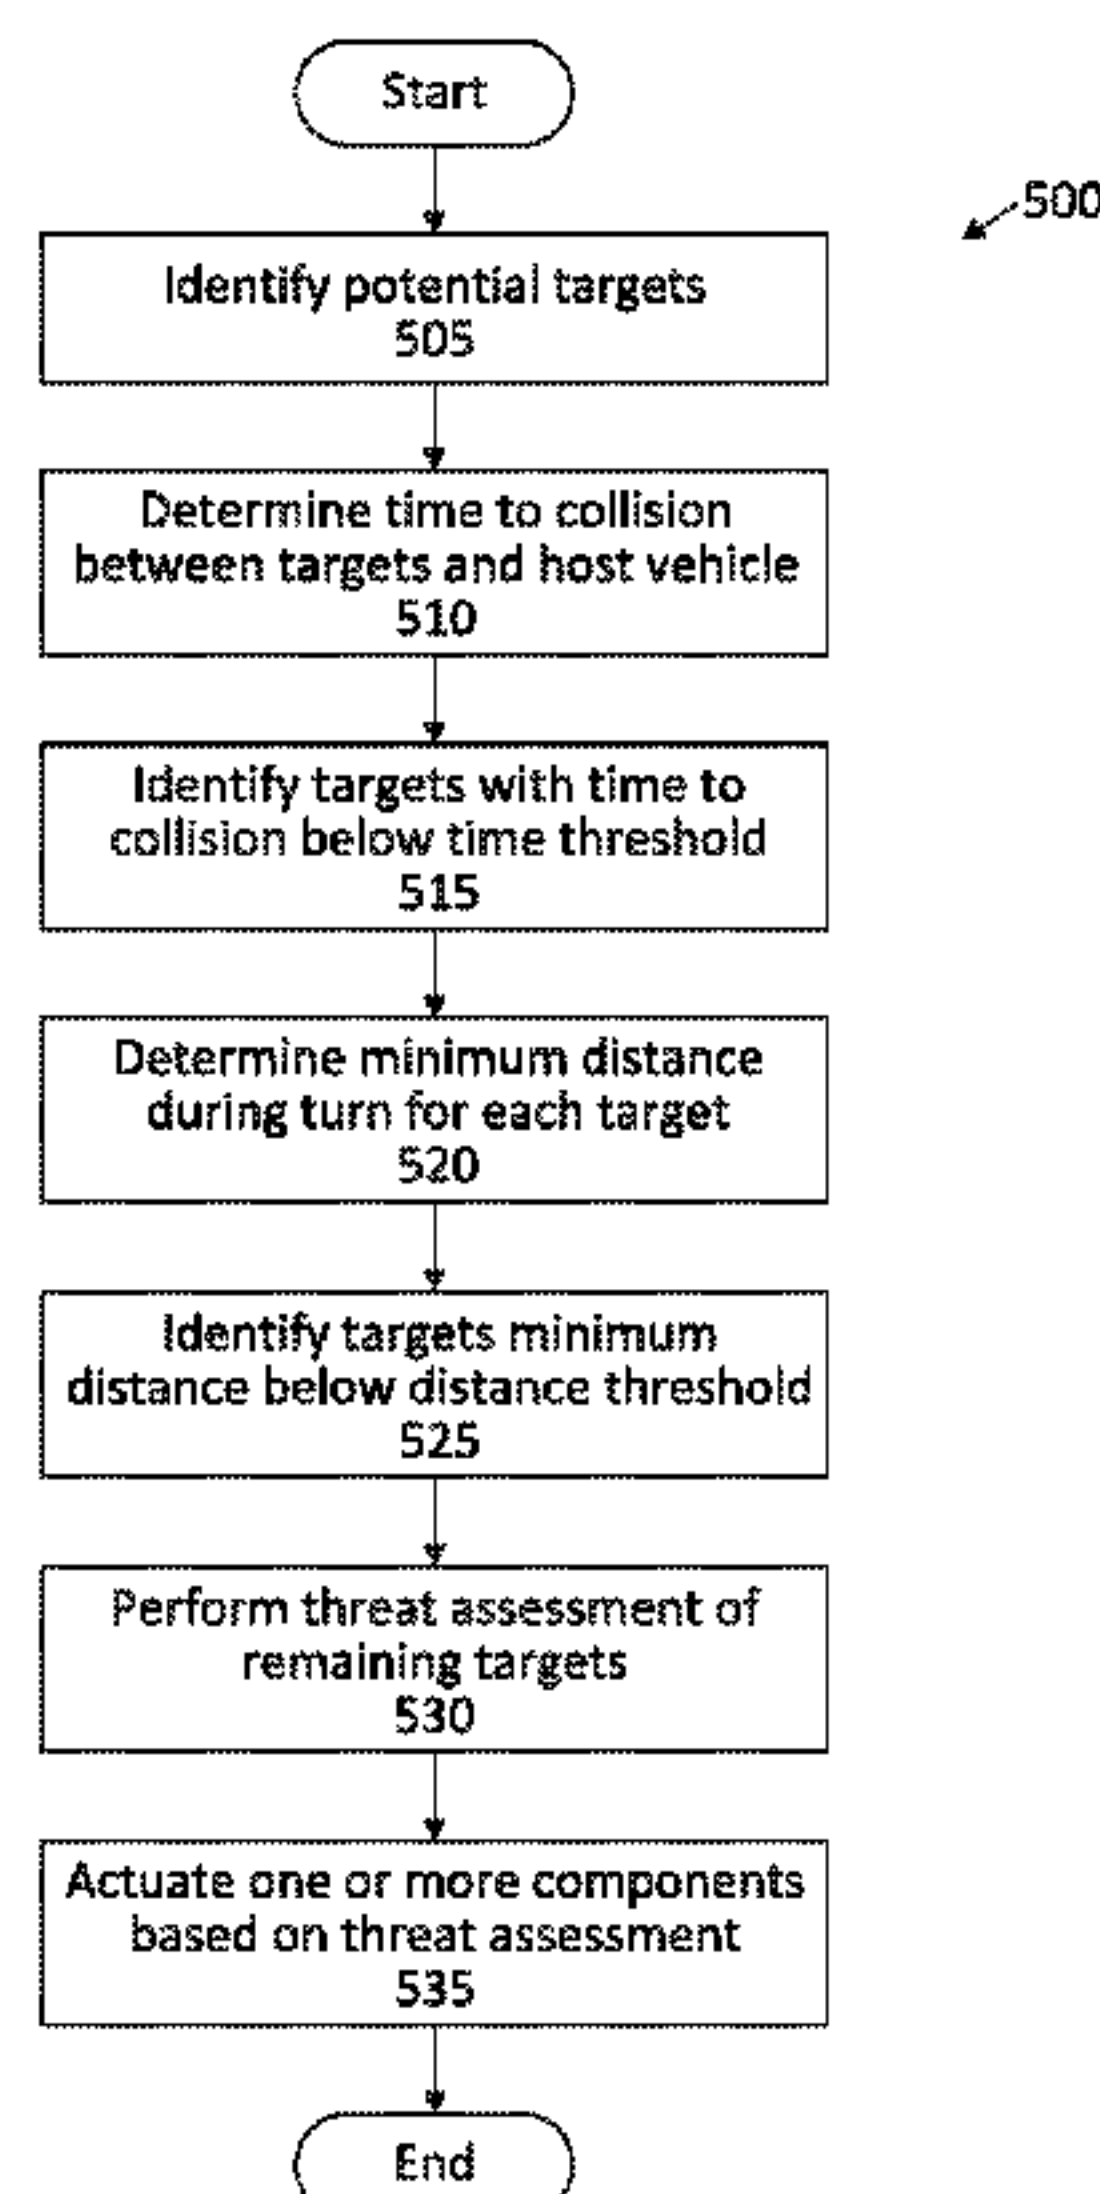 Start
500
Identify potential targets
505
Determine time to collision
between targets and host vehicle
510
Identify targets with time to
collision below time threshold
515
Determine minimum distance
during turn for each target
520
Identify targets minimum
distance below distance threshold
525
Perform threat assessment of
remaining targets
530
Actuate one or more components
based on threat assessment
535
End